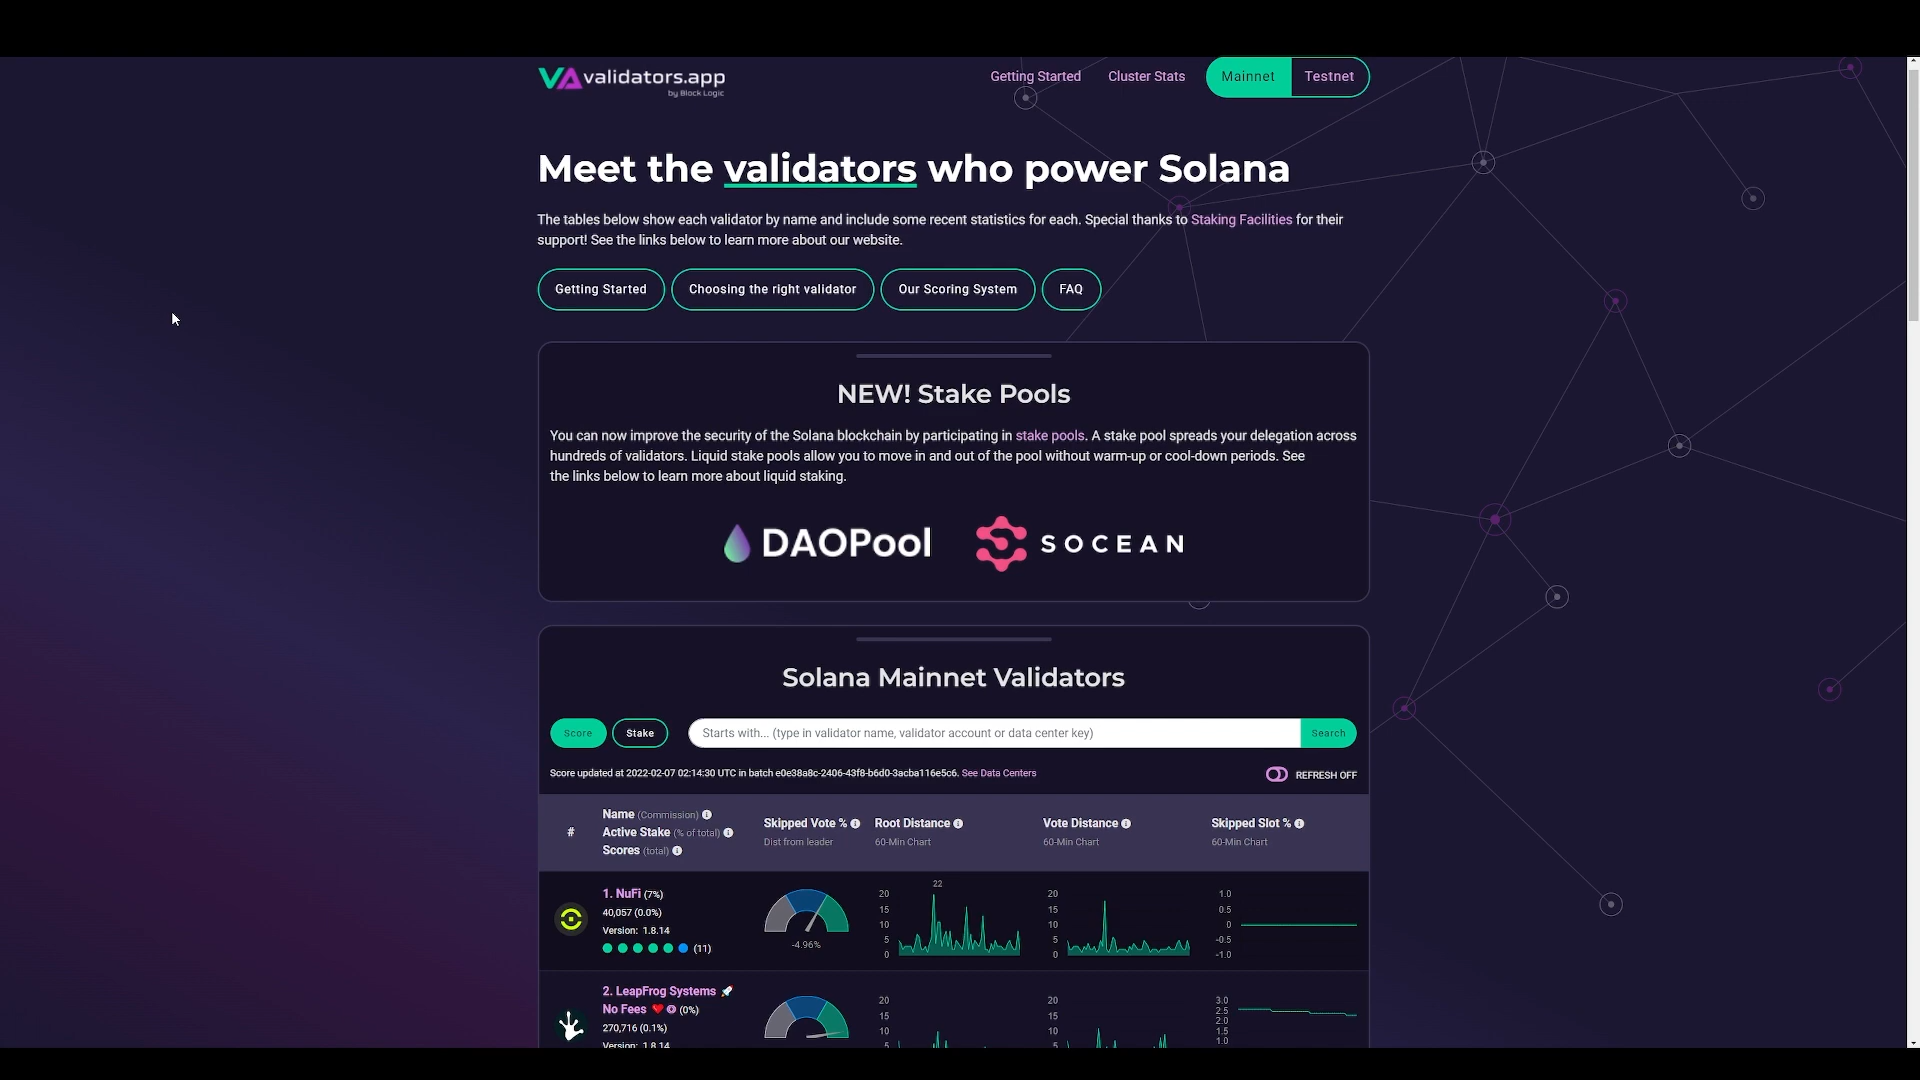 validators.app
by Block Logic
Getting Started
Cluster Stats
Mainnet
Testnet
Meet the validators who power Solana
The tables below show each validator by name and include some recent statistics for each. Special thanks to Staking Facilities for their
support! See the links below to learn more about our website.
Getting Started
Choosing the right validator
Our Scoring System
FAQ
NEW! Stake Pools
You can now improve the security of the Solana blockchain by participating in stake pools. A stake pool spreads your delegation across
hundreds of validators. Liquid stake pools allow you to move in and out of the pool without warm-up or cool-down periods. See
the links below to learn more about liquid staking.
DAOPool
SOCEAN
Solana Mainnet Validators
Score
Stake
Starts with... (type in validator name, validator account or data center key)
Search
Score updated at 2022-02-07 02:14:30 UTC in batch e0e38a8c-2406-43f8-b6d0-3acba116e5c6. See Data Centers
REFRESH OFF
#
Name (Commission)
Active Stake (% of total)
Scores (total)
Skipped Vote %
Dist from leader
Root Distance
60-Min Chart
Vote Distance
60-Min Chart
Skipped Slot %
60-Min Chart
1. NuFi (7%)
40,057 (0.0%)
Version: 1.8.14
(11)
-4.96%
22
20
15
10
5
0
20
15
10
5
0
1.0
0.5
0
-0.5
-1.0
2. LeapFrog Systems 🚀
No Fees ❤️ (0%)
270,716 (0.1%)
Version: 1.8.14
20
15
10
5
20
15
10
5
3.0
2.5
2.0
1.5
1.0